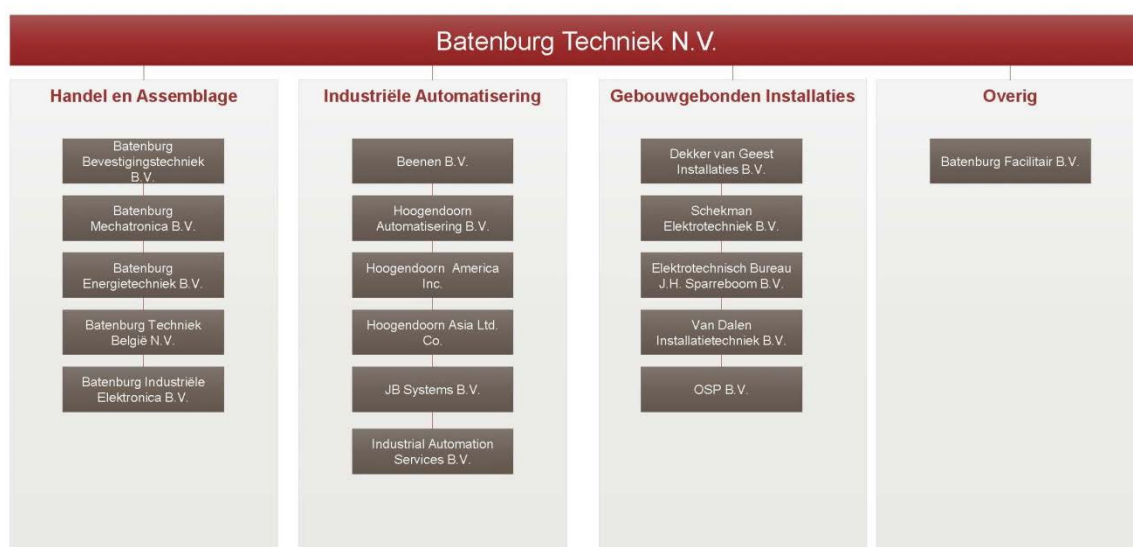 Batenburg Techniek N.V.
Handel en Assemblage
Batenburg
Bevestigingstechniek
B.V.
Batenburg
Mechatronica B.V.
Batenburg
Energietechniek B.V.
Batenburg Techniek
België N.V.
Batenburg Industriële
Elektronica B.V.
Industriële Automatisering
Beenen B.V.
Hoogendoorn
Automatisering B.V.
Hoogendoorn America
Inc.
Hoogendoorn Asia Ltd.
Co.
JB Systems B.V.
Industrial Automation
Services B.V.
Gebouwgebonden Installaties
Dekker van Geest
Installaties B.V.
Schekman
Elektrotechniek B.V.
Elektrotechnisch Bureau
J.H. Sparreboom B.V.
Van Dalen
Installatietechniek B.V.
OSP B.V.
Overig
Batenburg Facilitair B.V.